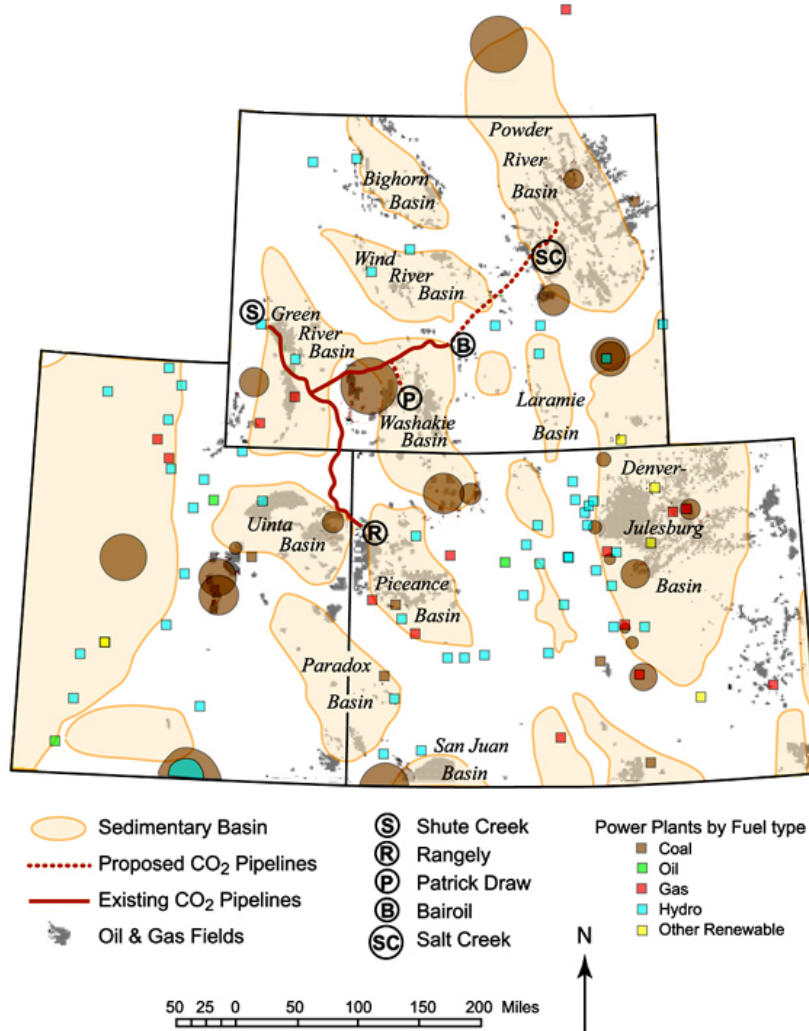 Powder
River
Basin
Bighorn
Basin
SC
Wind
River
Basin
S
Green
River
Basin
B
P
Washakie
Basin
Laramie
Basin
Denver-
Julesburg
Basin
Uinta
Basin
R
Piceance
Basin
Paradox
Basin
San Juan
Basin
Sedimentary Basin
Proposed CO₂ Pipelines
Existing CO₂ Pipelines
Oil & Gas Fields
S Shute Creek
R Rangely
P Patrick Draw
B Bairoil
SC Salt Creek
Power Plants by Fuel type
Coal
Oil
Gas
Hydro
Other Renewable
N
50 25 0 50 100 150 200 Miles